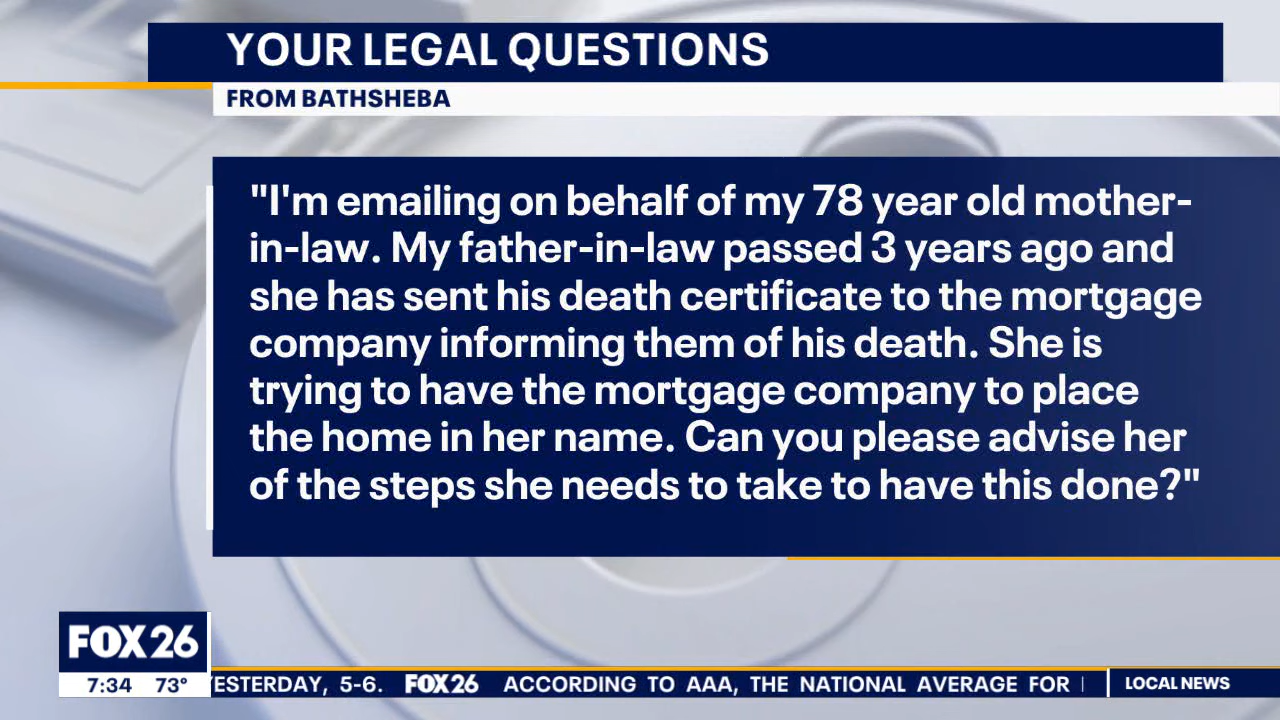 YOUR LEGAL QUESTIONS
FROM BATHSHEBA
"I'm emailing on behalf of my 78 year old mother-
in-law. My father-in-law passed 3 years ago and
she has sent his death certificate to the mortgage
company informing them of his death. She is
trying to have the mortgage company to place
the home in her name. Can you please advise her
of the steps she needs to take to have this done?"
FOX 26
7:34 73°
YESTERDAY, 5-6. FOX 26 ACCORDING TO AAA, THE NATIONAL AVERAGE FOR
LOCAL NEWS